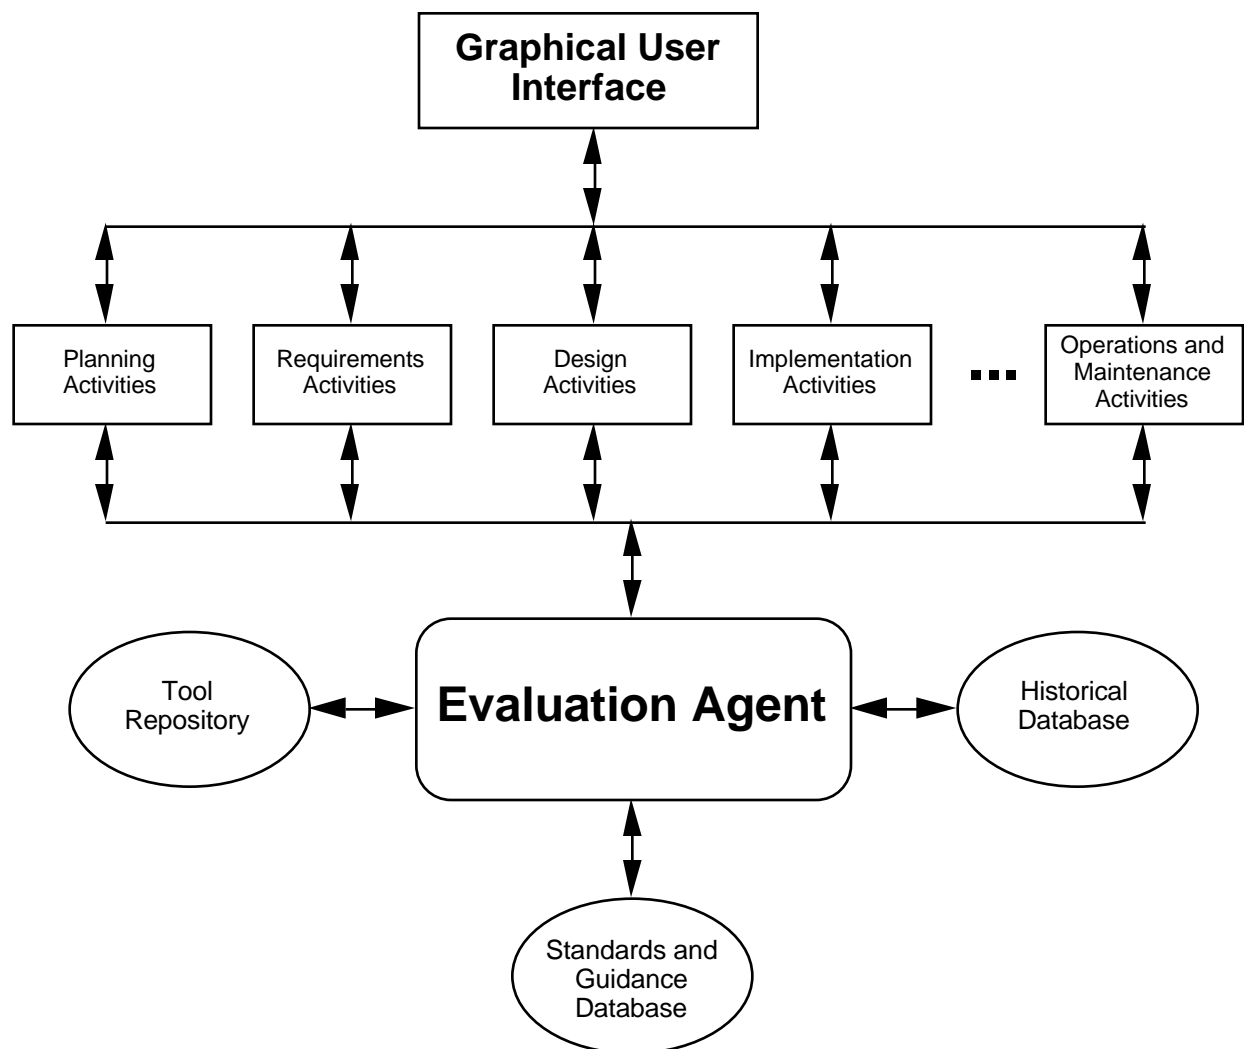 Graphical User
Interface
Planning
Activities
Requirements
Activities
Design
Activities
Implementation
Activities
Operations and
Maintenance
Activities
Tool
Repository
Evaluation Agent
Historical
Database
Standards and
Guidance
Database